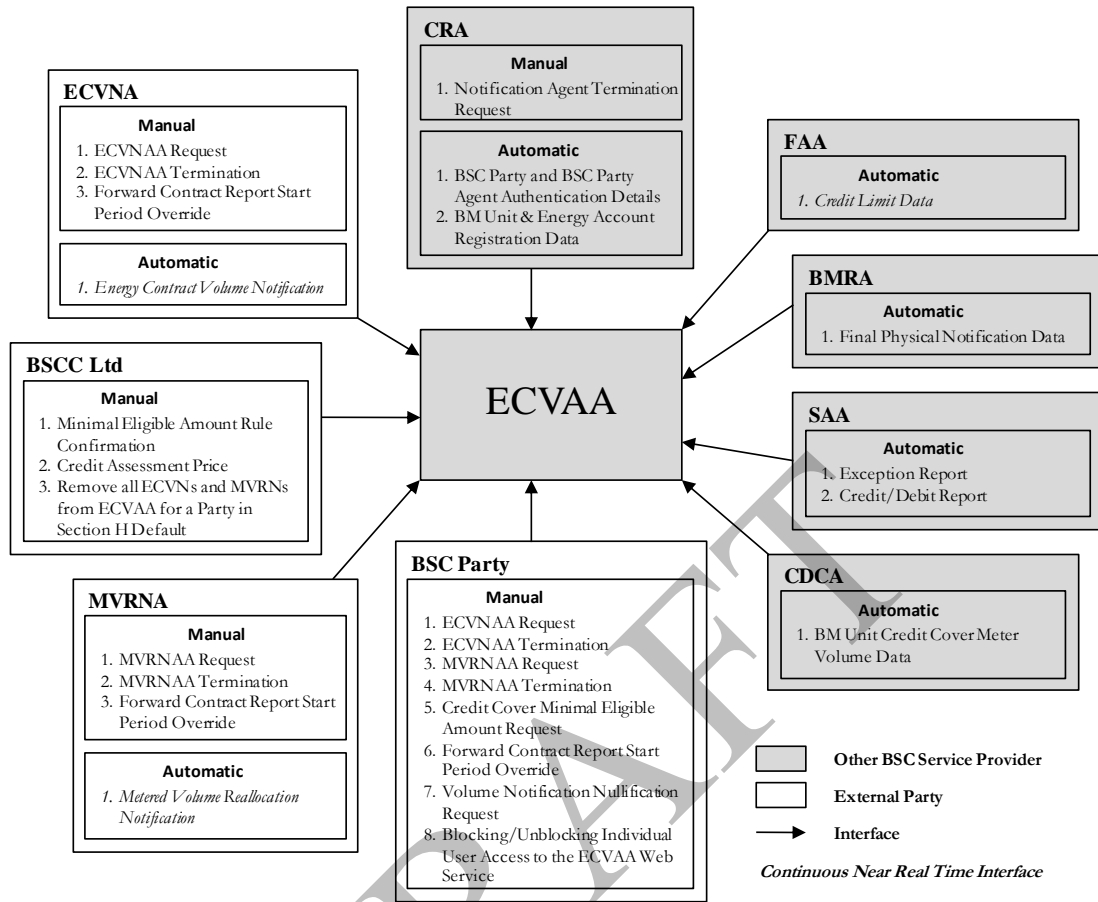 CRA
Manual
1. Notification Agent Termination
Request
Automatic
1. BSC Party and BSC Party
Agent Authentication Details
2. BM Unit & Energy Account
Registration Data
ECVNA
Manual
1. ECVNAA Request
2. ECVNAA Termination
3. Forward Contract Report Start
Period Override
Automatic
1. Energy Contract Volume Notification
FAA
Automatic
1. Credit Limit Data
BMRA
Automatic
1. Final Physical Notification Data
BSCC Ltd
Manual
1. Minimal Eligible Amount Rule
Confirmation
2. Credit Assessment Price
3. Remove all ECVNs and MVRNs
from ECVAA for a Party in
Section H Default
ECVAA
SAA
Automatic
1. Exception Report
2. Credit/Debit Report
MVRNA
Manual
1. MVRNAA Request
2. MVRNAA Termination
3. Forward Contract Report Start
Period Override
Automatic
1. Metered Volume Reallocation
Notification
BSC Party
Manual
1. ECVNAA Request
2. ECVNAA Termination
3. MVRNAA Request
4. MVRNAA Termination
5. Credit Cover Minimal Eligible
Amount Request
6. Forward Contract Report Start
Period Override
7. Volume Notification Nullification
Request
8. Blocking/Unblocking Individual
User Access to the ECVAA Web
Service
CDCA
Automatic
1. BM Unit Credit Cover Meter
Volume Data
Other BSC Service Provider
External Party
Interface
Continuous Near Real Time Interface